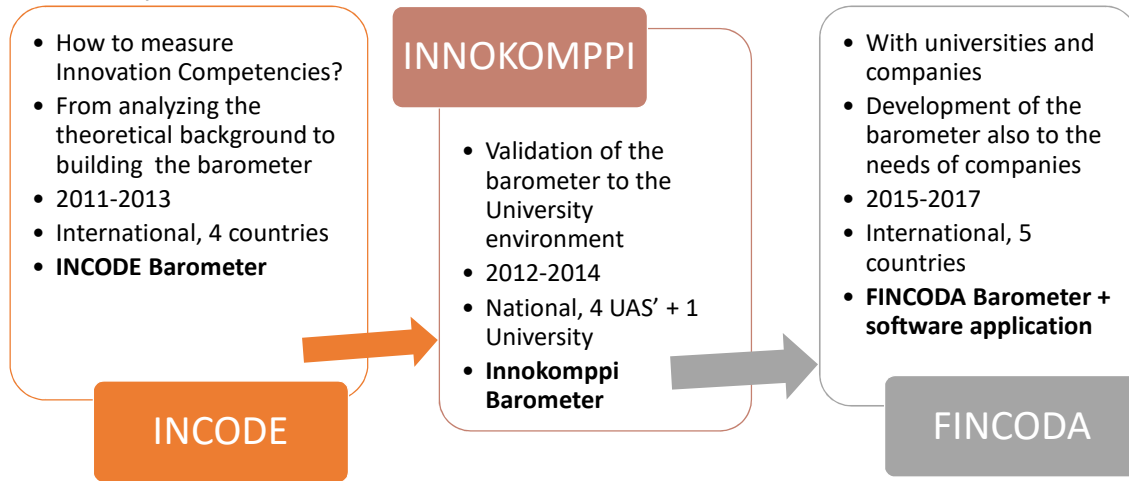 • How to measure
Innovation Competencies?
• From analyzing the
theoretical background to
building the barometer
• 2011-2013
• International, 4 countries
• INCODE Barometer
INCODE
INNOKOMPPI
• Validation of the
barometer to the
University
environment
• 2012-2014
• National, 4 UAS’ + 1
University
• Innokomppi
Barometer
• With universities and
companies
• Development of the
barometer also to the
needs of companies
• 2015-2017
• International, 5
countries
• FINCODA Barometer +
software application
FINCODA